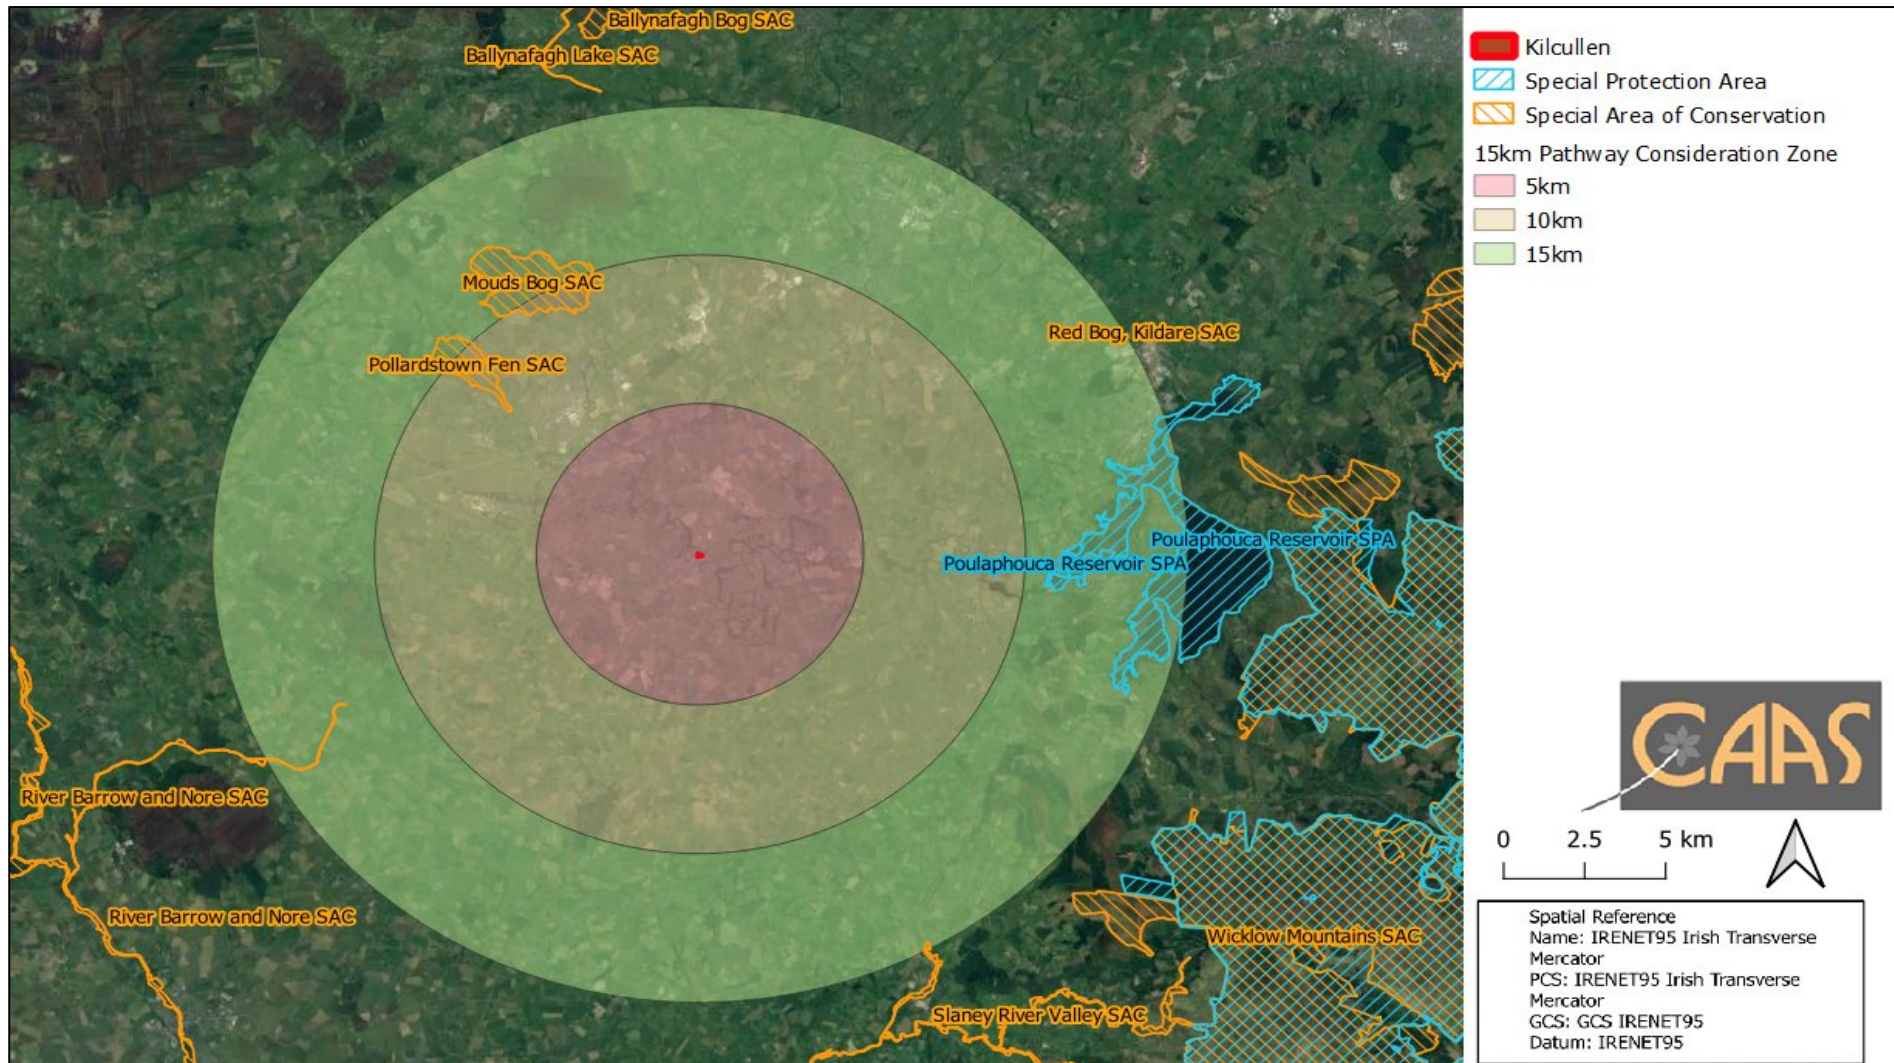 Ballynafagh Bog SAC
Ballynafagh Lake SAC
Mouds Bog SAC
Pollardstown Fen SAC
Red Bog, Kildare SAC
Poulaphouca Reservoir SPA
Poulaphouca Reservoir SPA
River Barrow and Nore SAC
River Barrow and Nore SAC
Wicklow Mountains SAC
Slaney River Valley SAC
Kilcullen
Special Protection Area
Special Area of Conservation
15km Pathway Consideration Zone
5km
10km
15km
CAAS
0 2.5 5 km
Spatial Reference
Name: IRENET95 Irish Transverse
Mercator
PCS: IRENET95 Irish Transverse
Mercator
GCS: GCS IRENET95
Datum: IRENET95